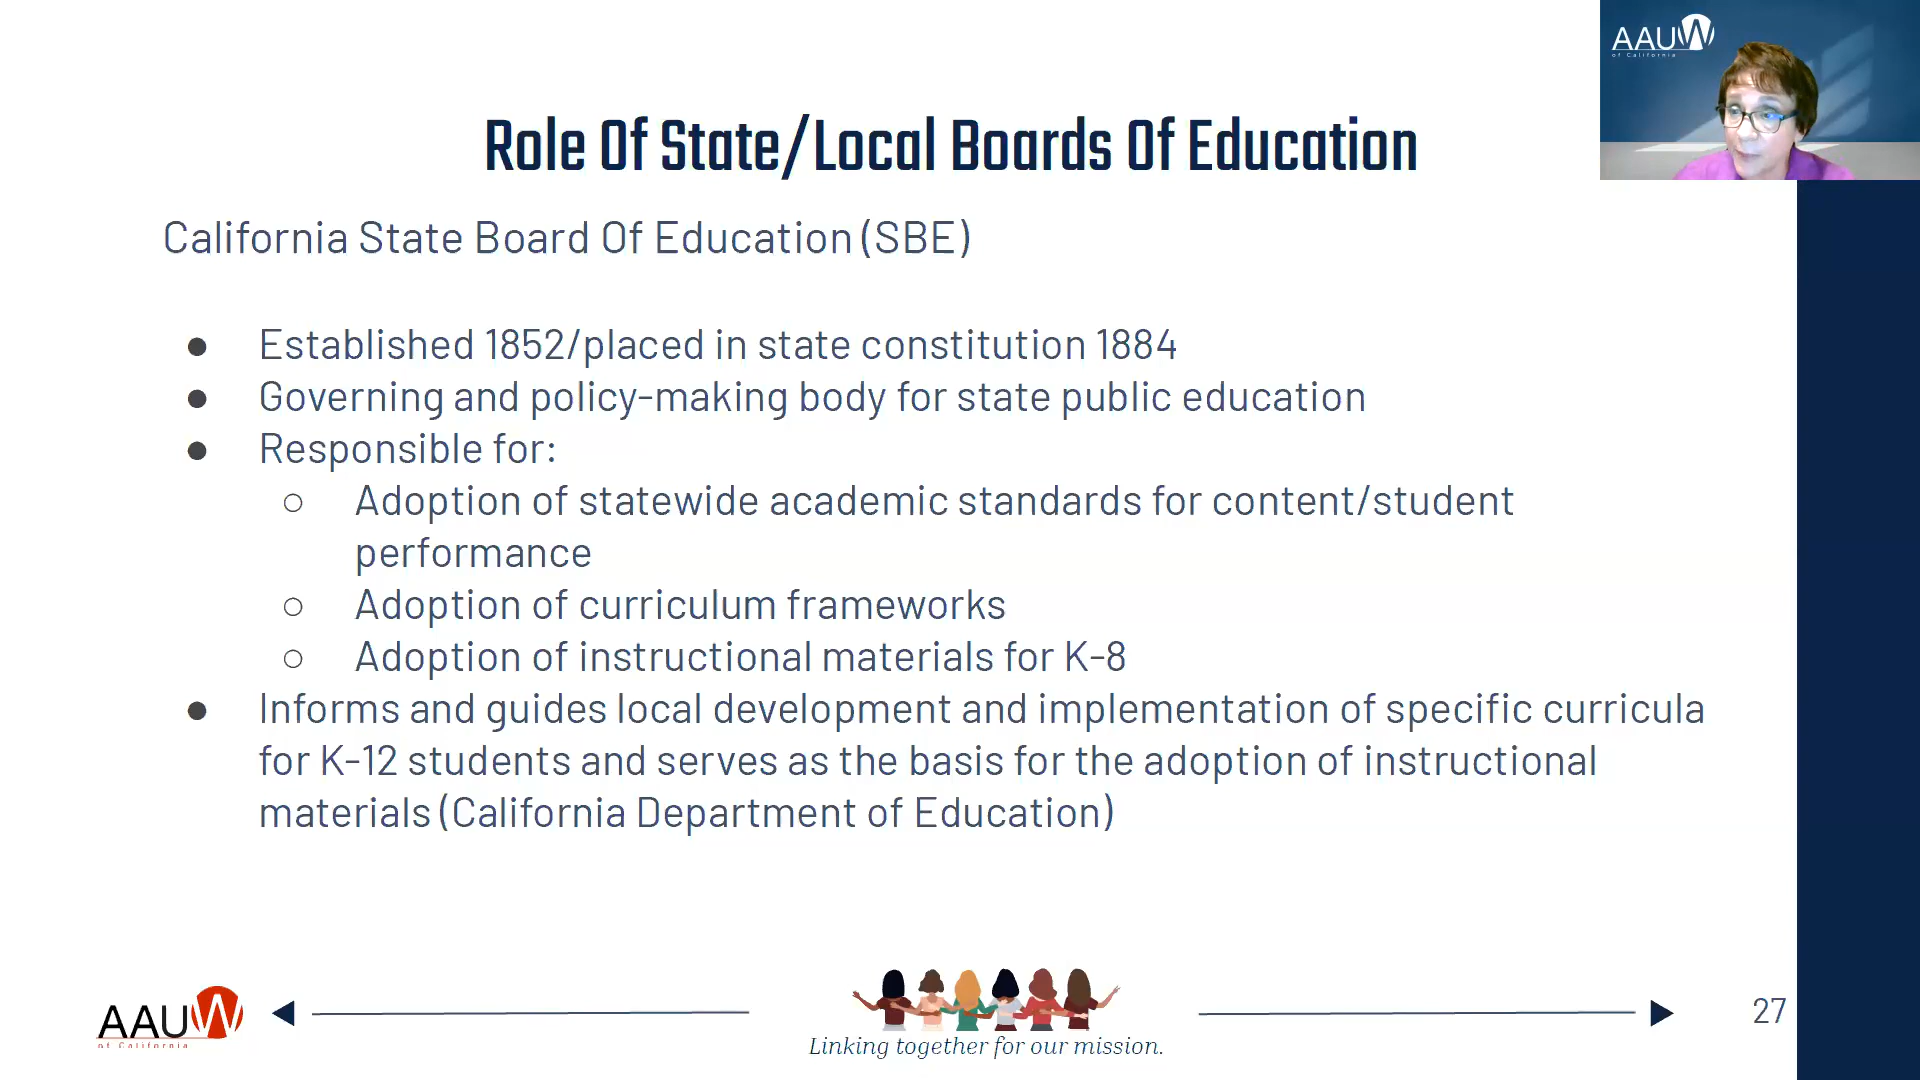 AAUW
of California
Role Of State/Local Boards Of Education
California State Board Of Education (SBE)
● Established 1852/placed in state constitution 1884
● Governing and policy-making body for state public education
● Responsible for:
○ Adoption of statewide academic standards for content/student
performance
○ Adoption of curriculum frameworks
○ Adoption of instructional materials for K-8
● Informs and guides local development and implementation of specific curricula
for K-12 students and serves as the basis for the adoption of instructional
materials (California Department of Education)
AAUW
of California
Linking together for our mission.
27